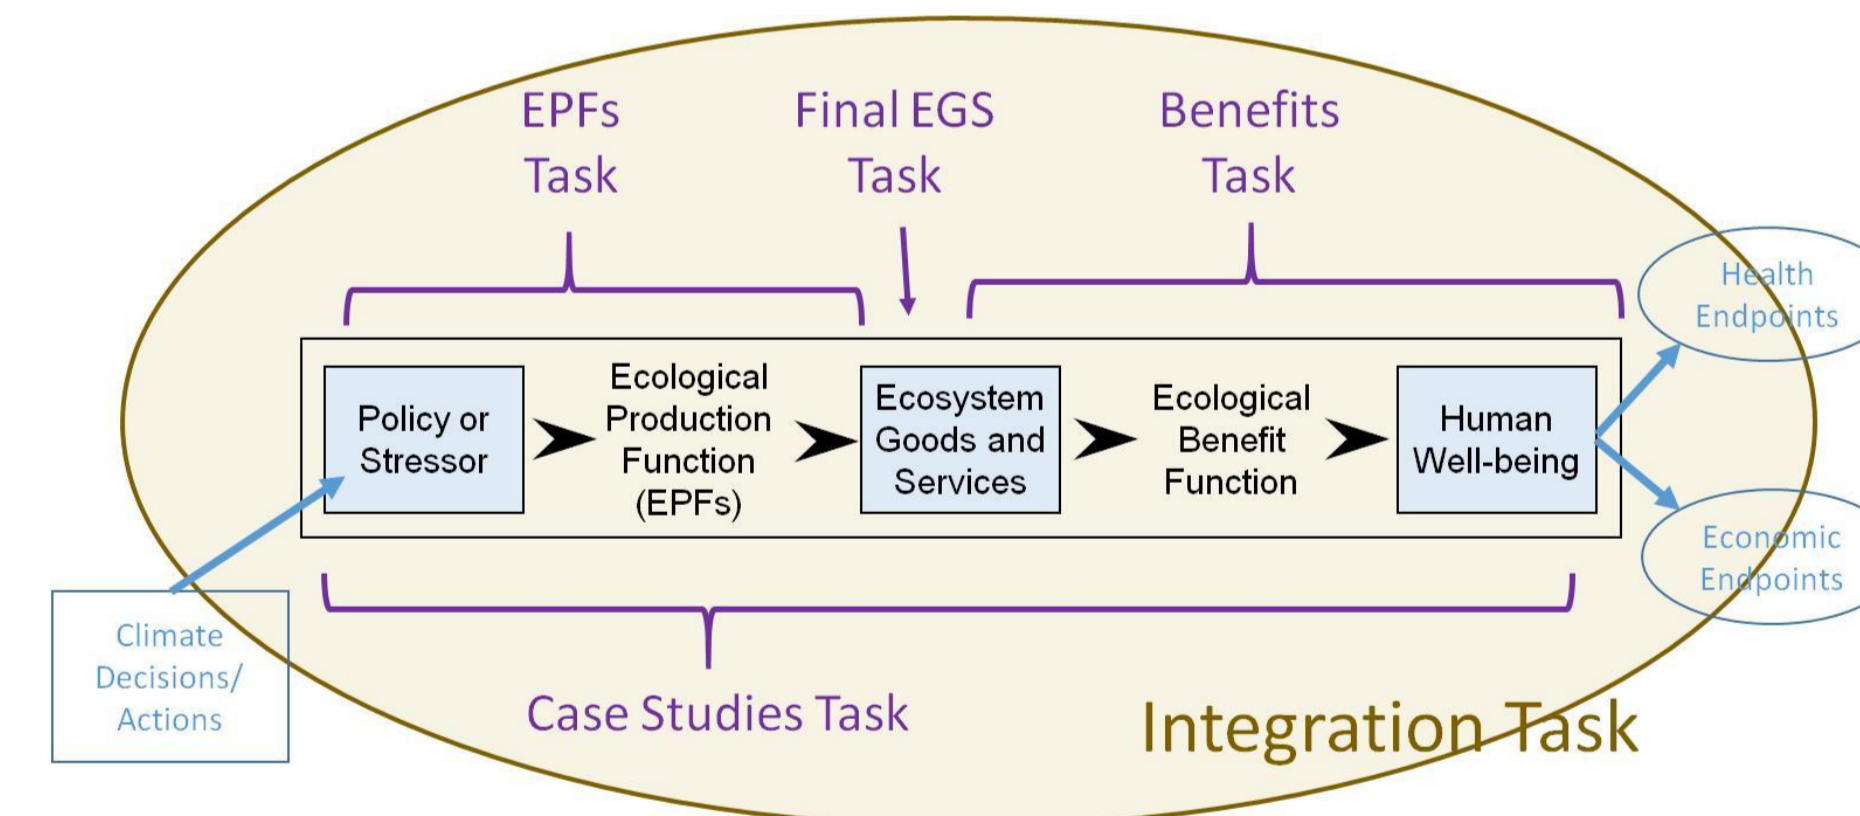 EPFs
Task
Final EGS
Task
Benefits
Task
Health
Endpoints
Policy or
Stressor
Ecological
Production
Function
(EPFs)
Ecosystem
Goods and
Services
Ecological
Benefit
Function
Human
Well-being
Economic
Endpoints
Climate
Decisions/
Actions
Case Studies Task
Integration Task